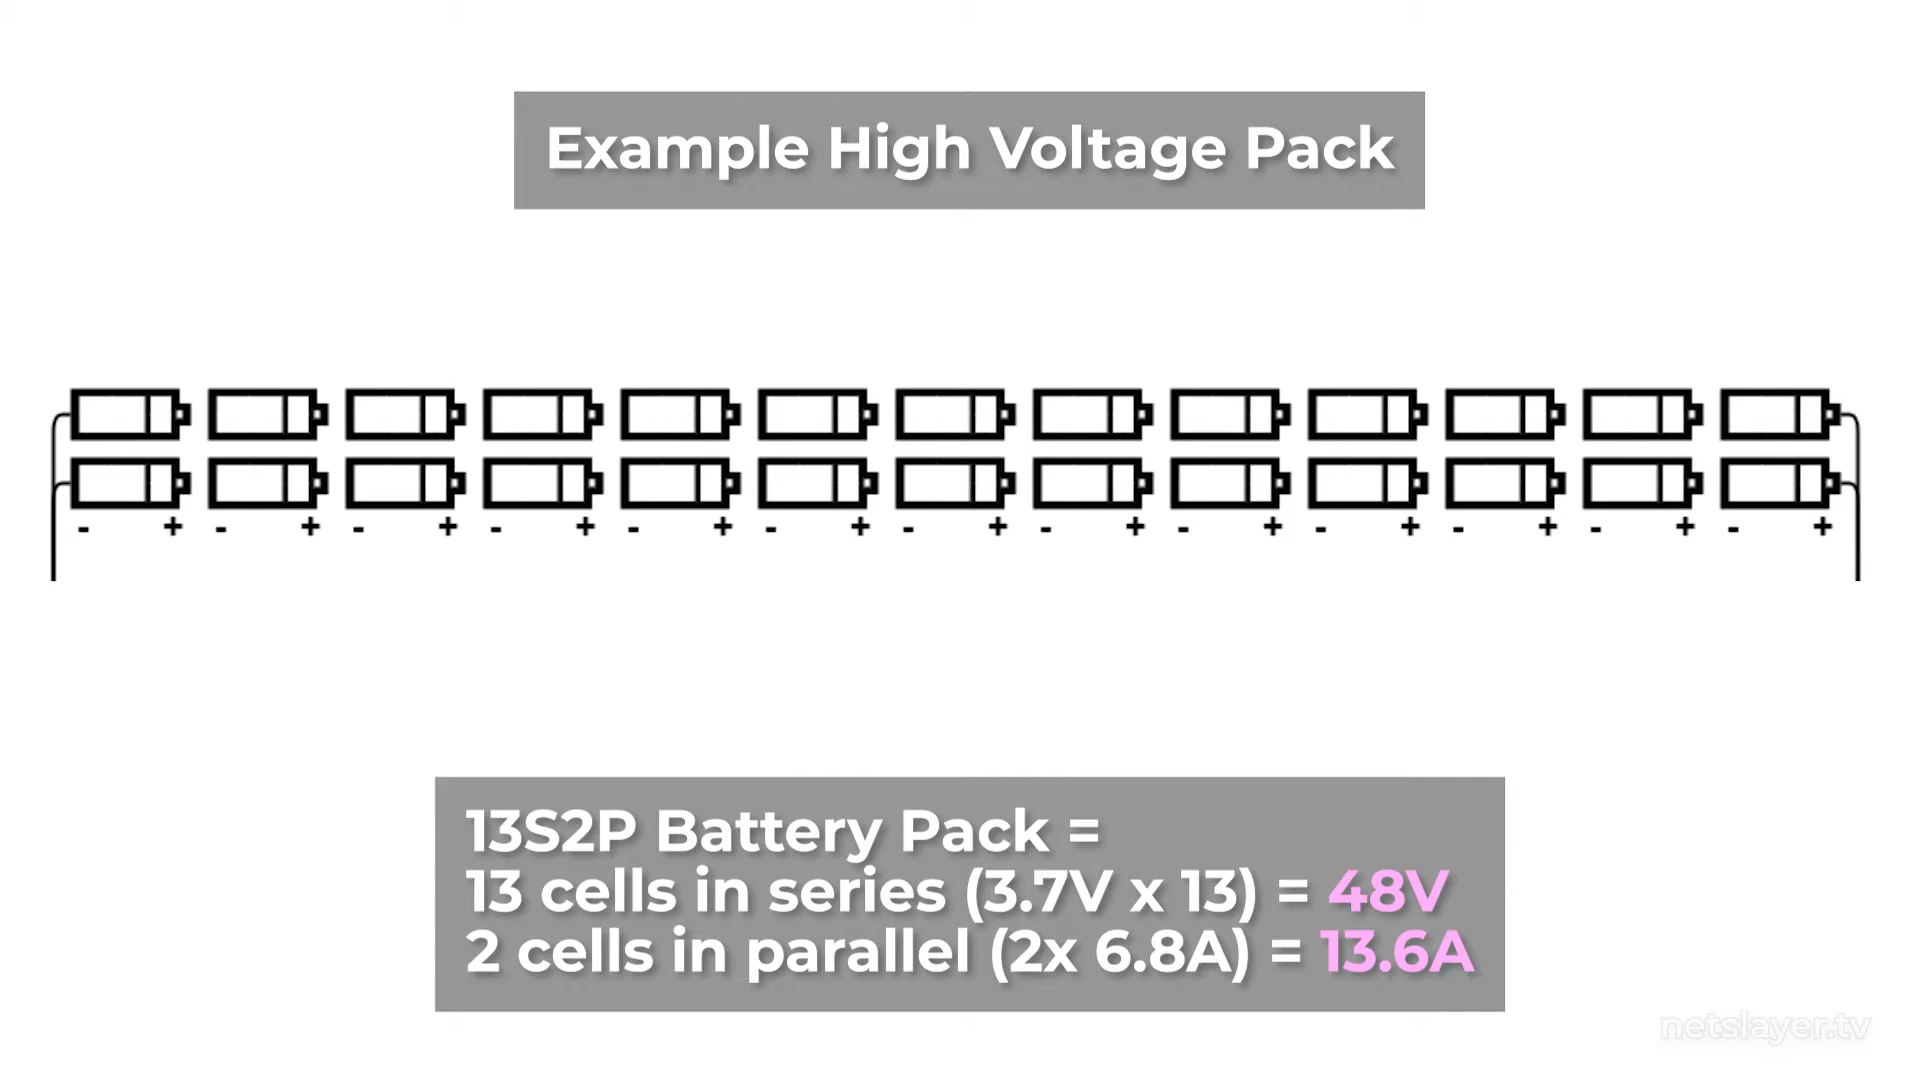 Example High Voltage Pack
- + - + - + - + - + - + - + - + - + - + - + - + - +
13S2P Battery Pack =
13 cells in series (3.7V x 13) = 48V
2 cells in parallel (2x 6.8A) = 13.6A
netslayer.tv